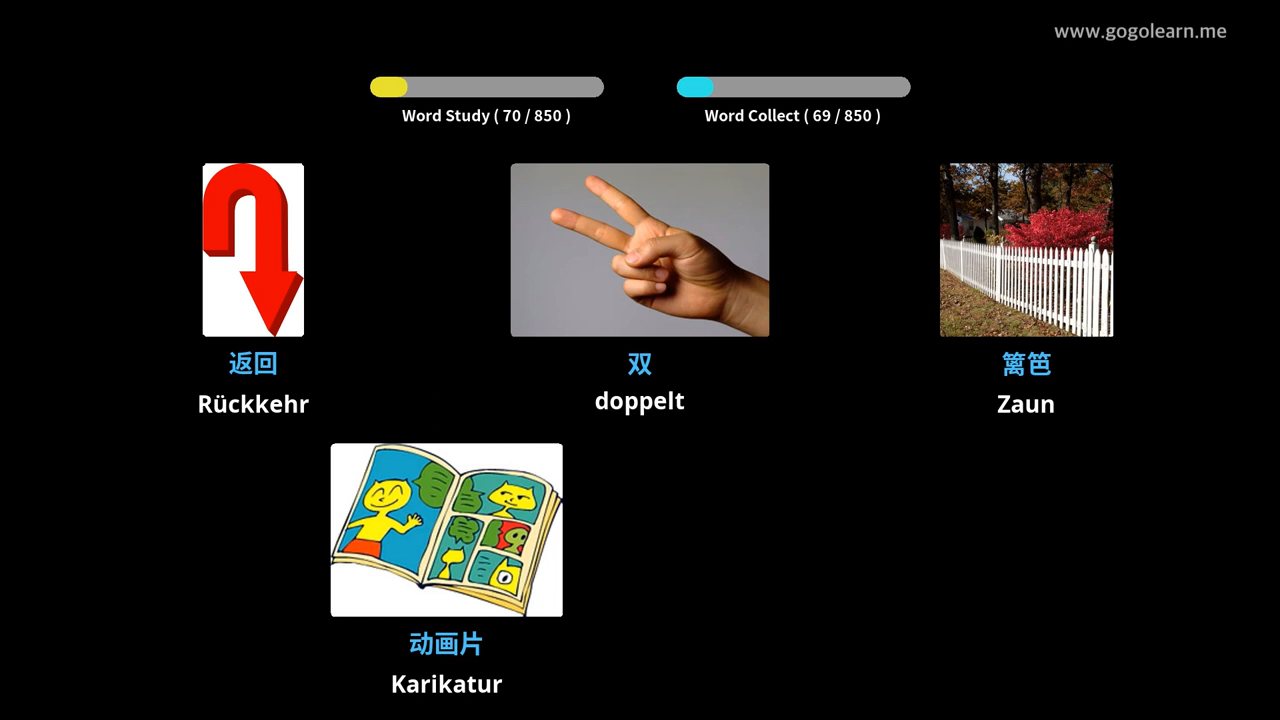 www.gogolearn.me
Word Study ( 70 / 850 )
Word Collect ( 69 / 850 )
返回
Rückkehr
双
doppelt
篱笆
Zaun
动画片
Karikatur